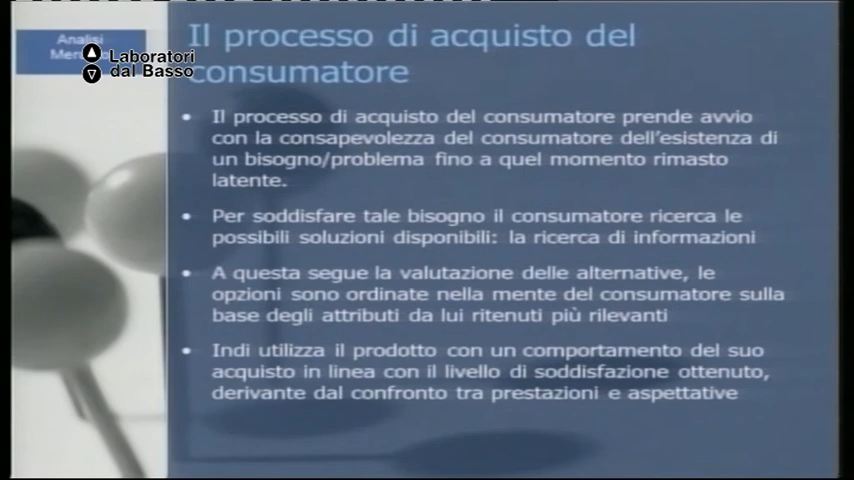 Analisi
Laboratori
dal Basso
Il processo di acquisto del
consumatore
• Il processo di acquisto del consumatore prende avvio
con la consapevolezza del consumatore dell'esistenza di
un bisogno/problema fino a quel momento rimasto
latente.
• Per soddisfare tale bisogno il consumatore ricerca le
possibili soluzioni disponibili: la ricerca di informazioni
• A questa segue la valutazione delle alternative, le
opzioni sono ordinate nella mente del consumatore sulla
base degli attributi da lui ritenuti più rilevanti
• Indi utilizza il prodotto con un comportamento del suo
acquisto in linea con il livello di soddisfazione ottenuto,
derivante dal confronto tra prestazioni e aspettative